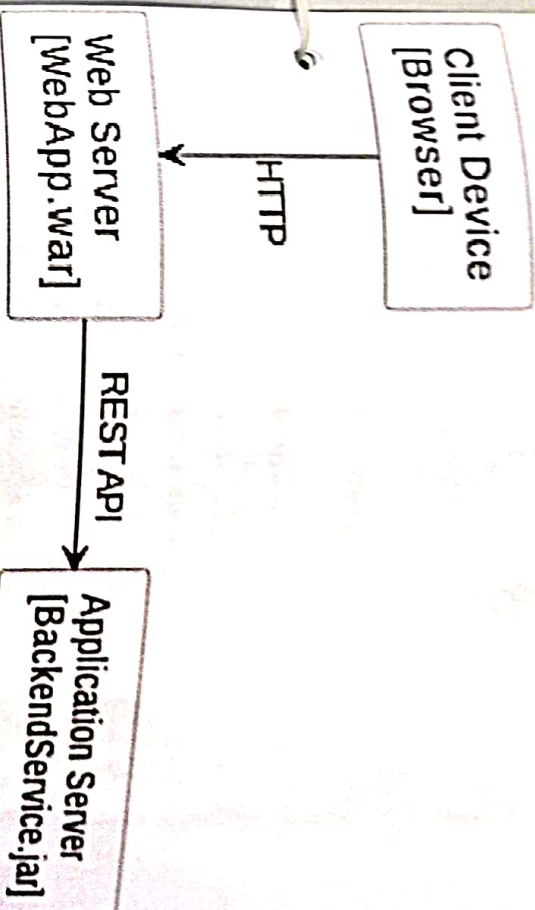 Client Device
[Browser]
HTTP
Web Server
[WebApp.war]
REST API
Application Server
[BackendService.jar]